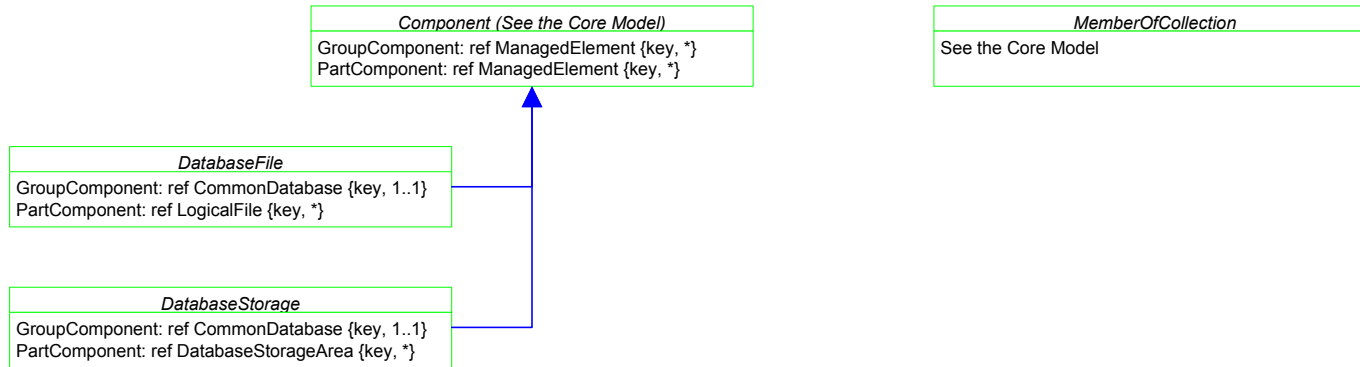 Component (See the Core Model)
GroupComponent: ref ManagedElement {key, *}
PartComponent: ref ManagedElement {key, *}
MemberOfCollection
See the Core Model
DatabaseFile
GroupComponent: ref CommonDatabase {key, 1..1}
PartComponent: ref LogicalFile {key, *}
DatabaseStorage
GroupComponent: ref CommonDatabase {key, 1..1}
PartComponent: ref DatabaseStorageArea {key, *}